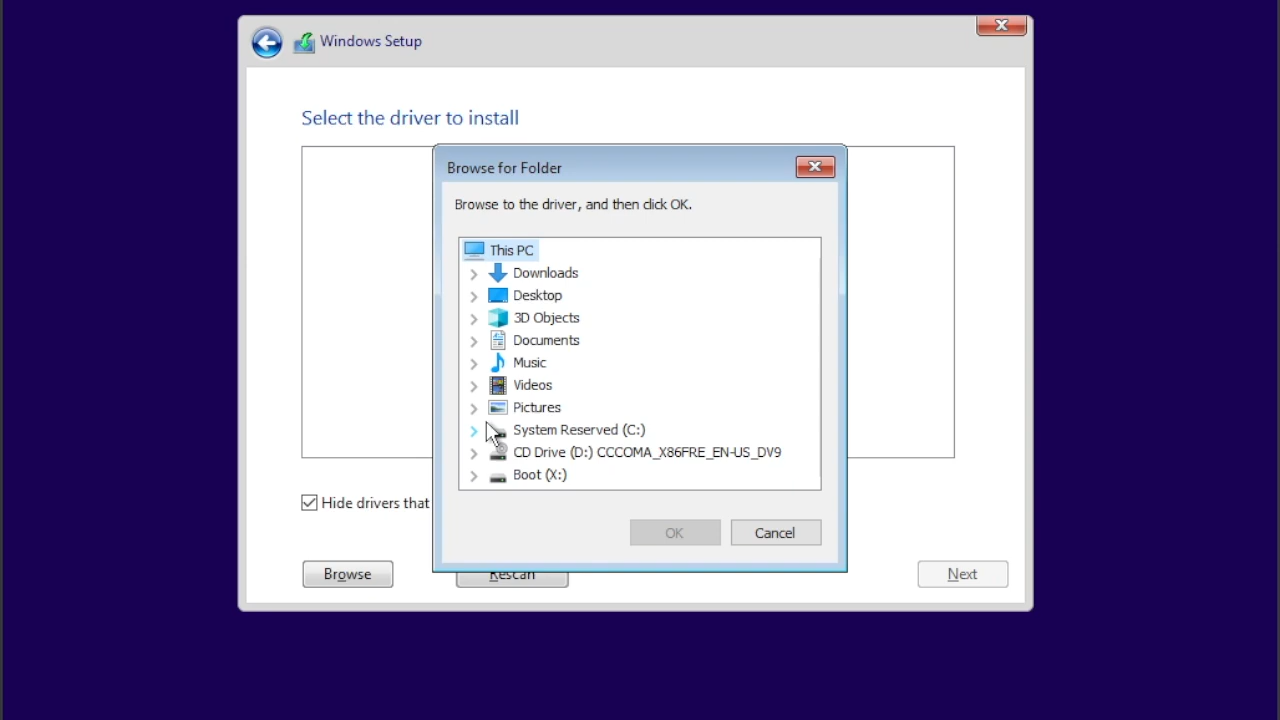 Windows Setup
Select the driver to install
Browse for Folder
Browse to the driver, and then click OK.
This PC
Downloads
Desktop
3D Objects
Documents
Music
Videos
Pictures
System Reserved (C:)
CD Drive (D:) CCCOMA_X86FRE_EN-US_DV9
Boot (X:)
OK
Cancel
Hide drivers that
Browse
Rescan
Next